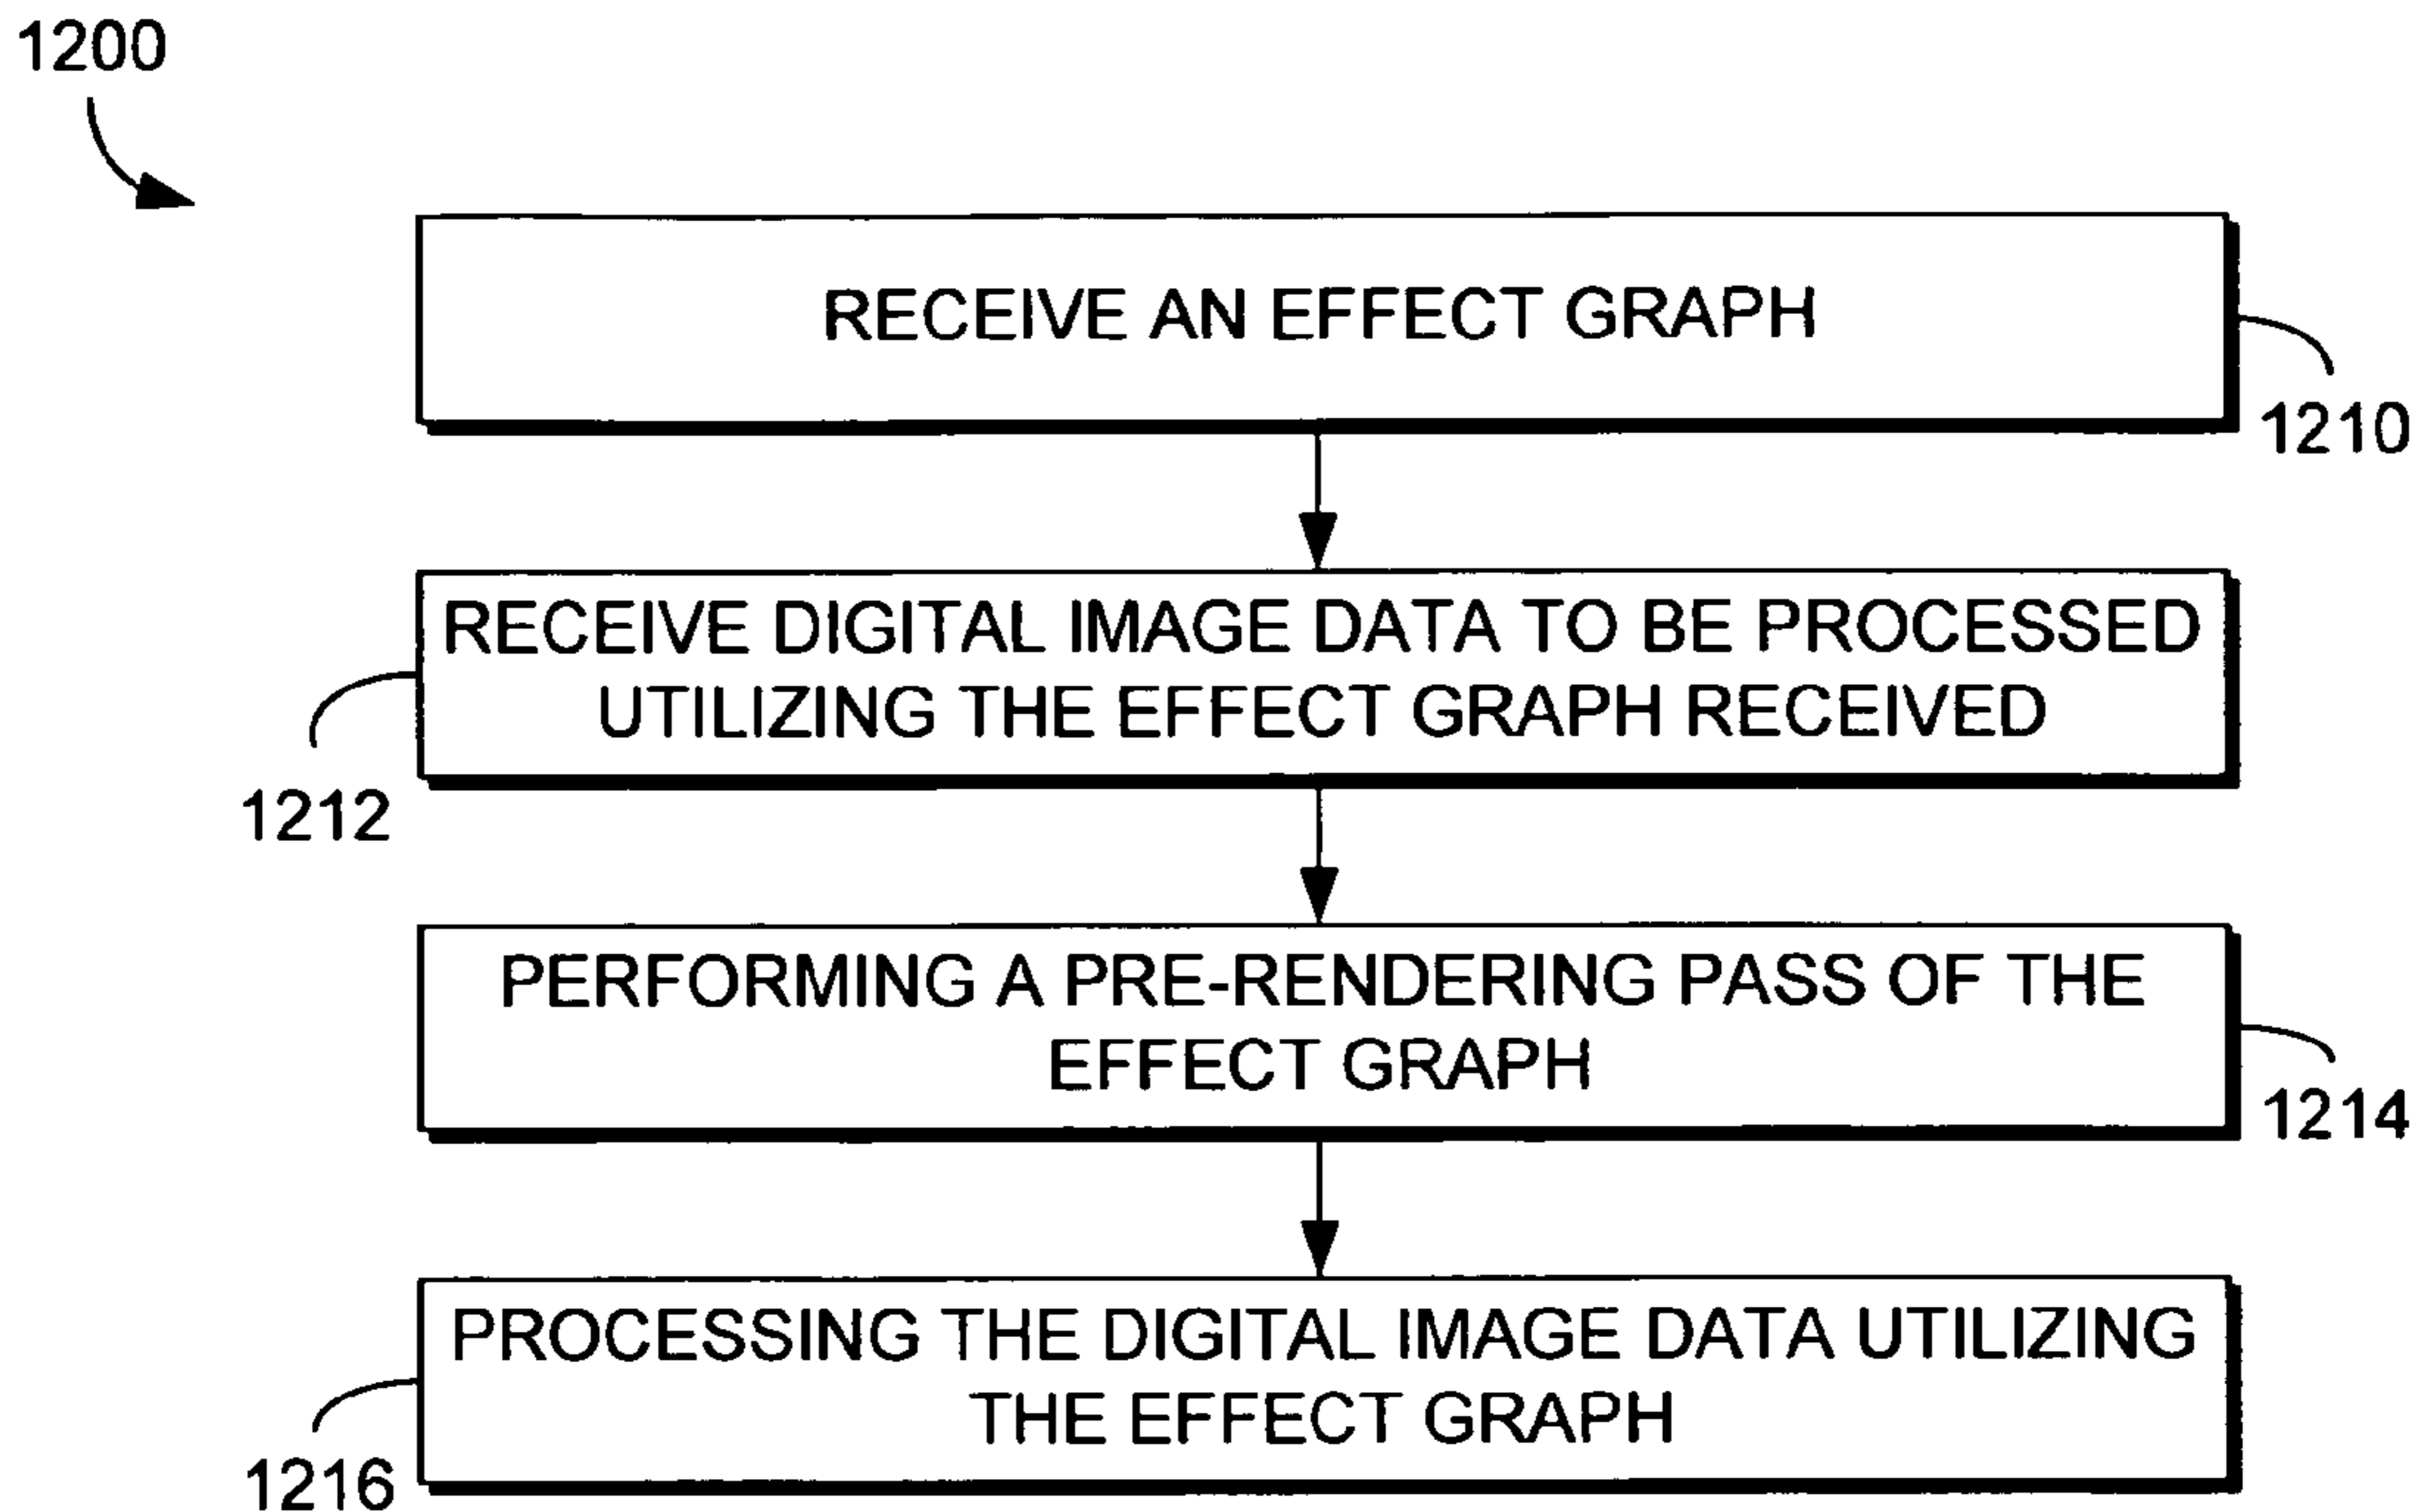 1200
RECEIVE AN EFFECT GRAPH
1210
RECEIVE DIGITAL IMAGE DATA TO BE PROCESSED
UTILIZING THE EFFECT GRAPH RECEIVED
1212
PERFORMING A PRE-RENDERING PASS OF THE
EFFECT GRAPH
1214
PROCESSING THE DIGITAL IMAGE DATA UTILIZING
THE EFFECT GRAPH
1216